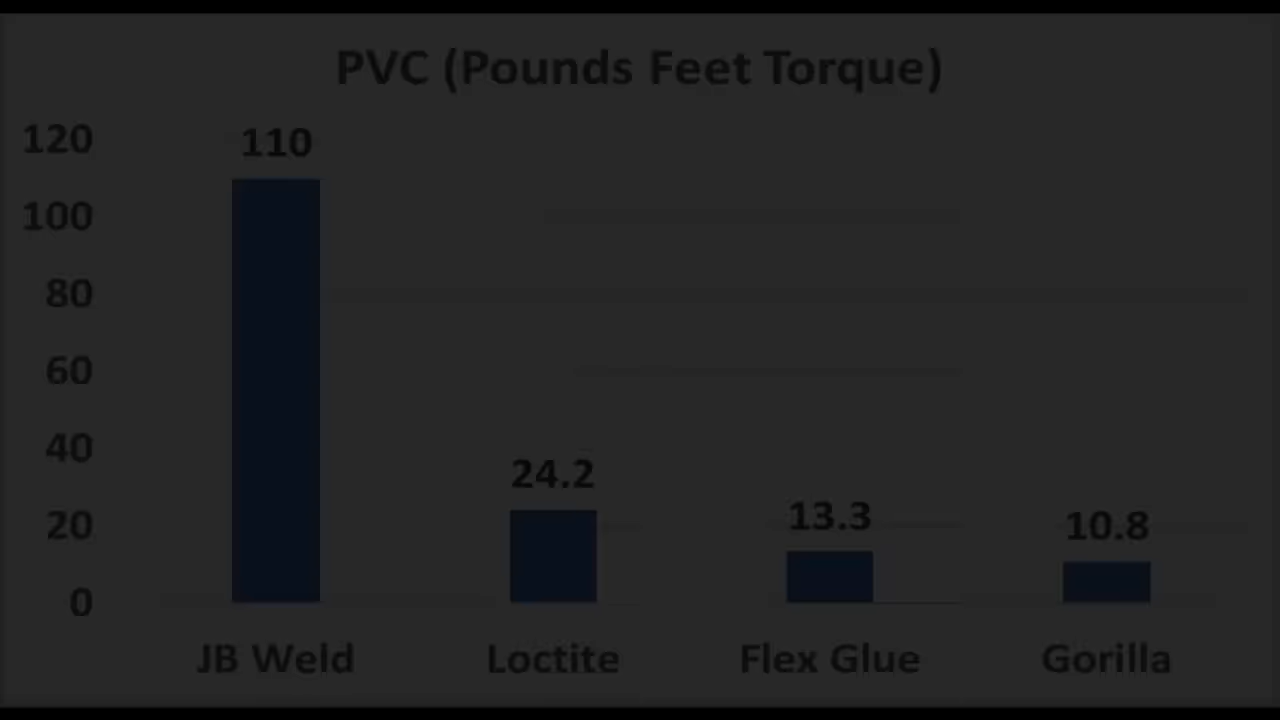 PVC (Pounds Feet Torque)
120
110
100
80
60
40
24.2
20
13.3
10.8
0
JB Weld
Loctite
Flex Glue
Gorilla